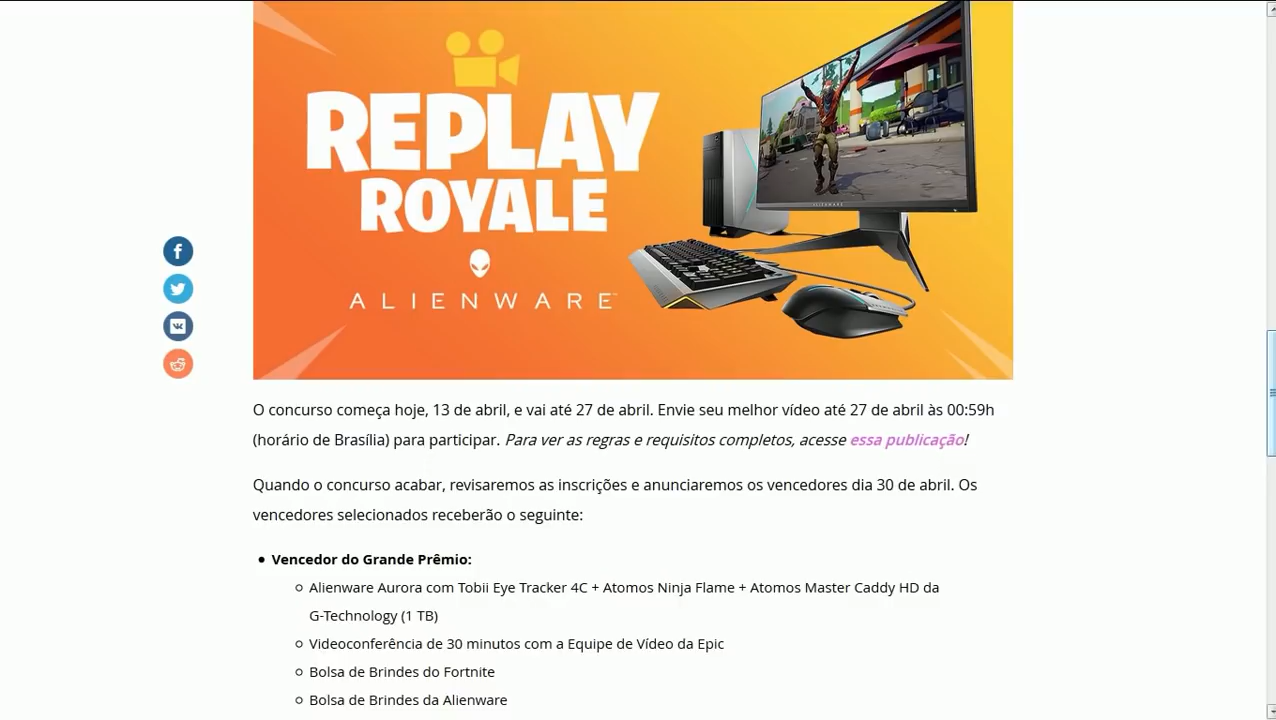 REPLAY
ROYALE
ALIENWARE™
ALIENWARE
O concurso começa hoje, 13 de abril, e vai até 27 de abril. Envie seu melhor vídeo até 27 de abril às 00:59h
(horário de Brasília) para participar. Para ver as regras e requisitos completos, acesse essa publicação!
Quando o concurso acabar, revisaremos as inscrições e anunciaremos os vencedores dia 30 de abril. Os
vencedores selecionados receberão o seguinte:
• Vencedor do Grande Prêmio:
Alienware Aurora com Tobii Eye Tracker 4C + Atomos Ninja Flame + Atomos Master Caddy HD da
G-Technology (1 TB)
Videoconferência de 30 minutos com a Equipe de Vídeo da Epic
Bolsa de Brindes do Fortnite
Bolsa de Brindes da Alienware